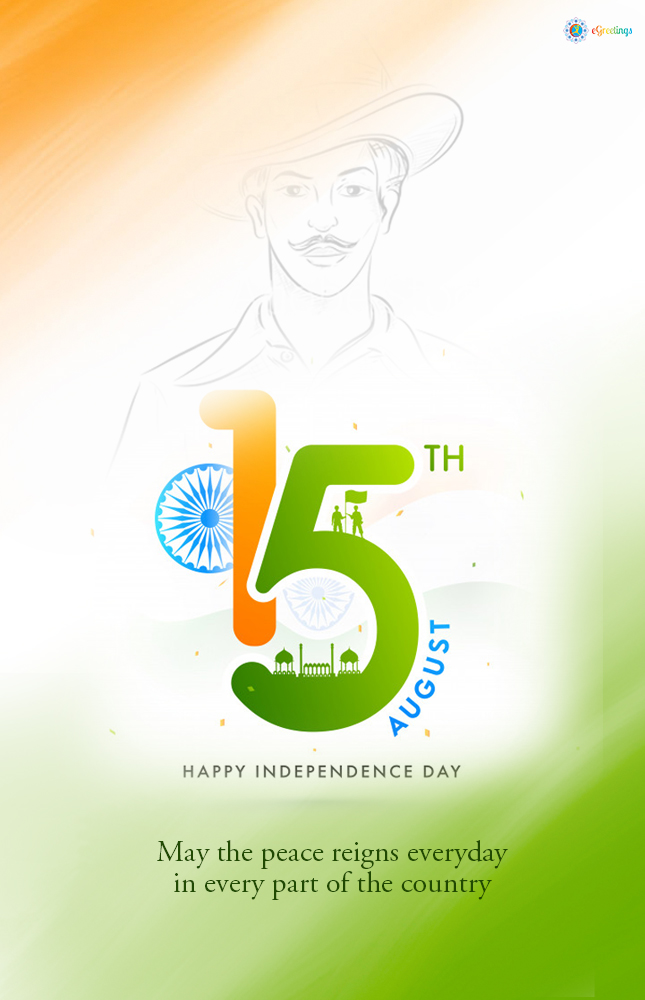 eGreetings
15TH
AUGUST
HAPPY INDEPENDENCE DAY
May the peace reigns everyday
in every part of the country